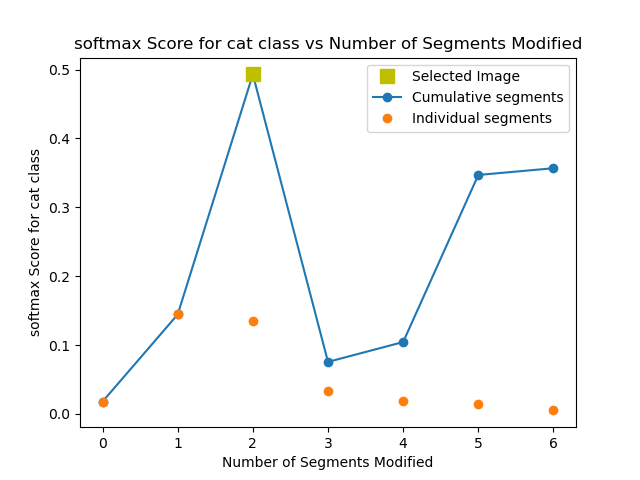 softmax Score for cat class vs Number of Segments Modified
Selected Image
Cumulative segments
Individual segments
softmax Score for cat class
0.5
0.4
0.3
0.2
0.1
0.0
0 1 2 3 4 5 6
Number of Segments Modified